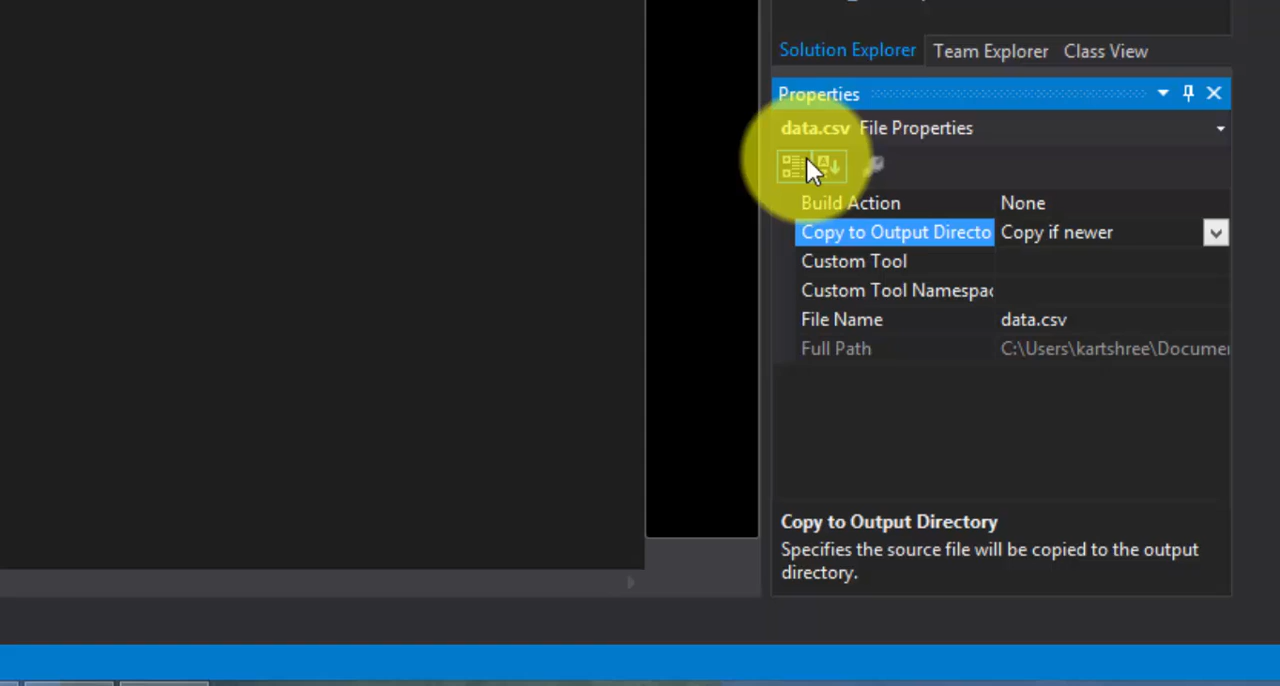 Solution Explorer Team Explorer Class View
Properties
data.csv File Properties
Build Action None
Copy to Output Directo Copy if newer
Custom Tool
Custom Tool Namespac
File Name data.csv
Full Path C:\Users\kartshree\Documer
Copy to Output Directory
Specifies the source file will be copied to the output
directory.